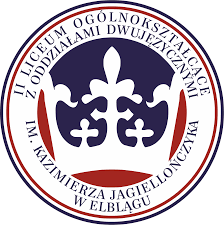 II LICEUM OGÓLNOKSZTAŁCĄCE
Z ODDZIAŁAMI DWUJĘZYCZNYMI
IM. KAZIMIERZA JAGIELLOŃCZYKA
W ELBLĄGU